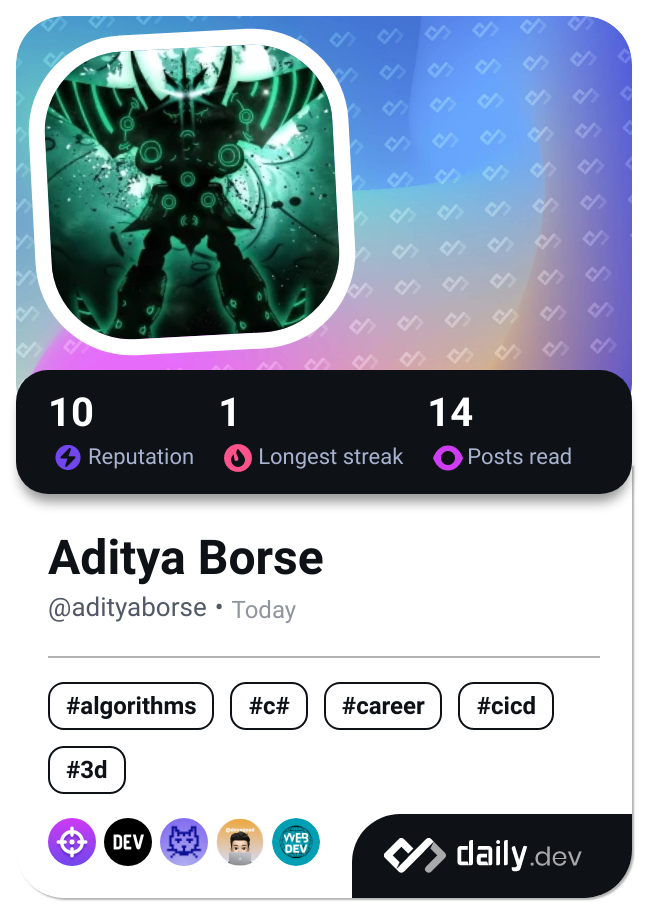 10 1 14
Reputation Longest streak Posts read
Aditya Borse
@adityaborse • Today
#algorithms #c# #career #cicd
#3d
DEV WEB DEV
daily.dev